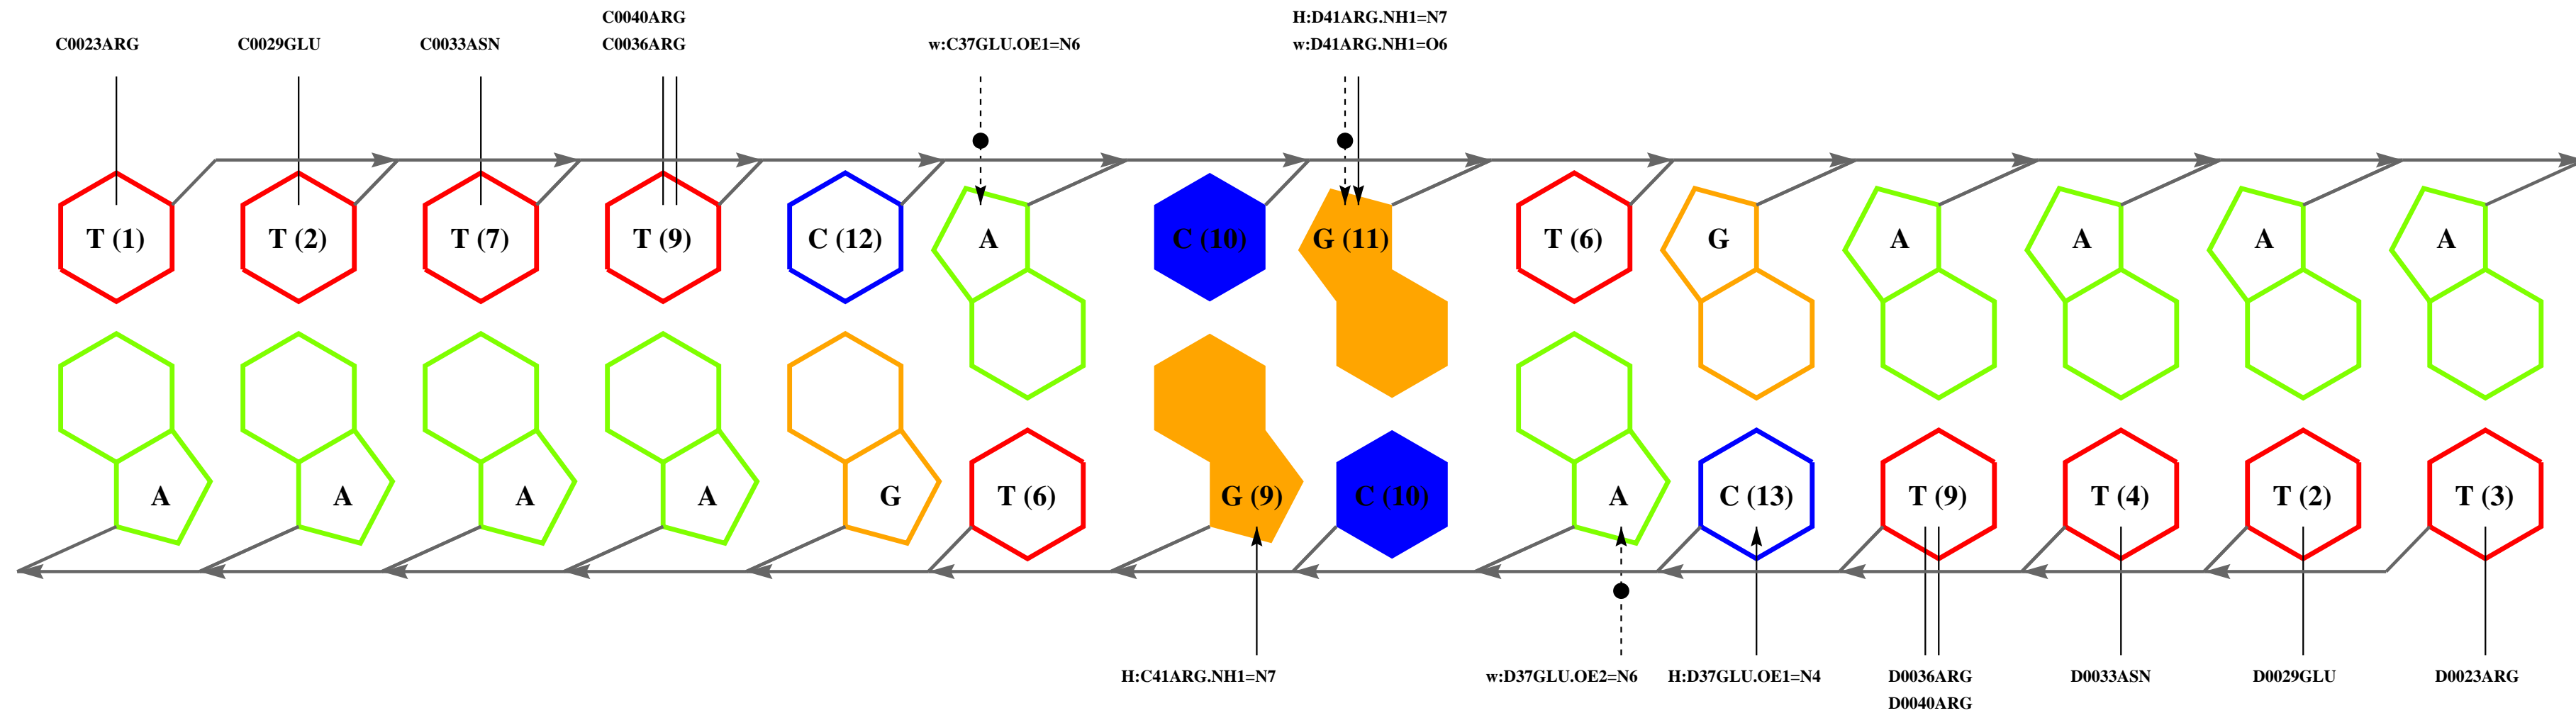 C0040ARG
H:D41ARG.NH1=N7
C0023ARG
C0029GLU
C0033ASN
C0036ARG
w:C37GLU.OE1=N6
w:D41ARG.NH1=O6
T (1)
T (2)
T (7)
T (9)
C (12)
A
C (10)
G (11)
T (6)
G
A
A
A
A
A
A
A
A
G
T (6)
G (9)
C (10)
A
C (13)
T (9)
T (4)
T (2)
T (3)
H:C41ARG.NH1=N7
w:D37GLU.OE2=N6
H:D37GLU.OE1=N4
D0036ARG
D0033ASN
D0029GLU
D0023ARG
D0040ARG